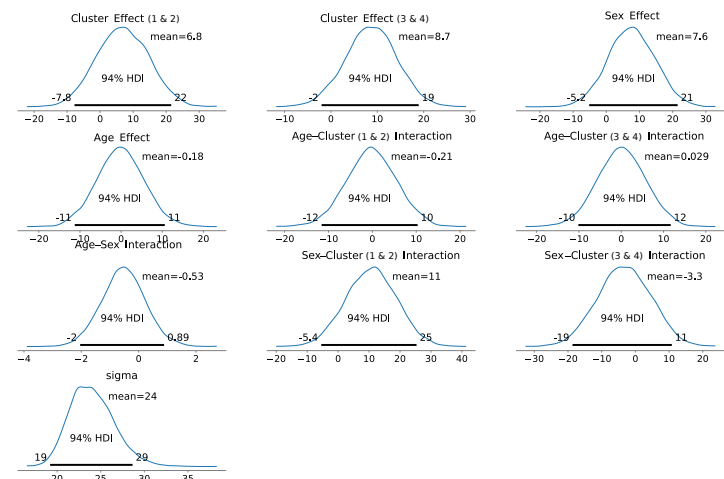 Cluster Effect (1 & 2)
mean=6.8
94% HDI
-7.8 22
−20 −10 0 10 20 30
Cluster Effect (3 & 4)
mean=8.7
94% HDI
-2 19
−10 0 10 20 30
Sex Effect
mean=7.6
94% HDI
-5.2 21
−20 −10 0 10 20 30
Age Effect
mean=-0.18
94% HDI
-11 11
−20 −10 0 10 20
Age–Cluster (1 & 2) Interaction
mean=-0.21
94% HDI
-12 10
−20 −10 0 10 20
Age–Cluster (3 & 4) Interaction
mean=0.029
94% HDI
-10 12
−20 −10 0 10 20
Age–Sex Interaction
mean=-0.53
94% HDI
-2 0.89
−4 −2 0 2
Sex–Cluster (1 & 2) Interaction
mean=11
94% HDI
-5.4 25
−20 −10 0 10 20 30 40
Sex–Cluster (3 & 4) Interaction
mean=-3.3
94% HDI
-19 11
−30 −20 −10 0 10 20
sigma
mean=24
94% HDI
19 29
20 25 30 35